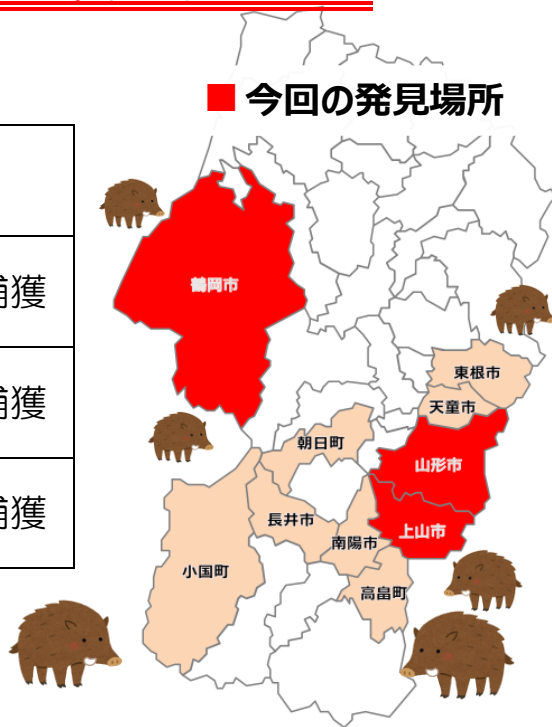 ■ 今回の発見場所
捕獲
捕獲
捕獲
鶴岡市
東根市
天童市
朝日町
山形市
長井市
上山市
南陽市
小国町
高畠町